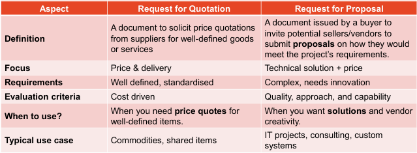 Aspect Request for Quotation Request for Proposal
Definition
A document to solicit price quotations
from suppliers for well-defined goods
or services
A document issued by a buyer to
invite potential sellers/vendors to
submit proposals on how they would
meet the project's requirements.
Focus Price & delivery Technical solution + price
Requirements Well defined, standardised Complex, needs innovation
Evaluation criteria Cost driven Quality, approach, and capability
When to use?
When you need price quotes for
well-defined items.
When you want solutions and vendor
creativity.
Typical use case Commodities, shared items
IT projects, consulting, custom
systems